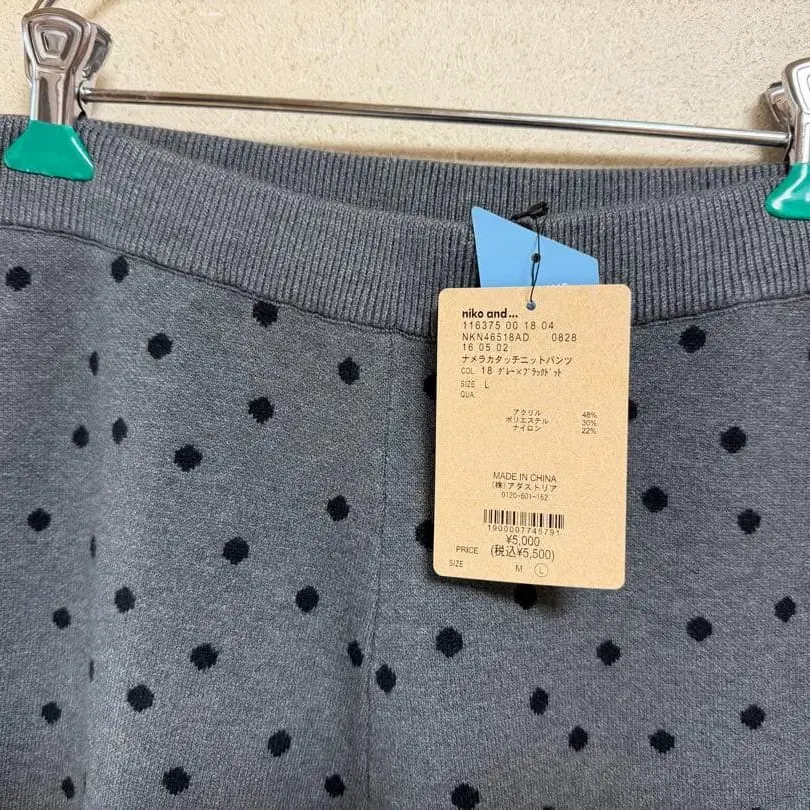 niko and...
116375 00 18 04
NKN46518AD 0828
16 05 02
ナメラカタッチニットパンツ
COL. 18 グレー×ブラックドット
SIZE L
QUA.
アクリル 48%
ポリエステル 30%
ナイロン 22%
MADE IN CHINA
(株)アダストリア
0120-601-162
1900097745791
¥5,000
PRICE (税込¥5,500)
SIZE M L